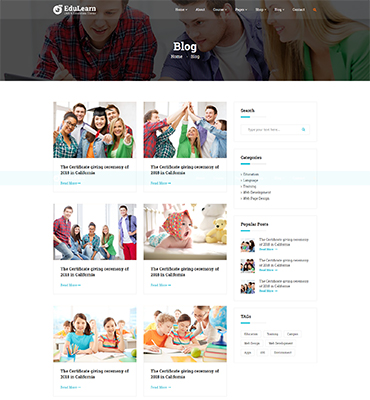 EduLearn
Home About Course Pages Shop Blog Contact
Blog
Home Blog
The Certificate giving ceremony of
2018 in California
Read More
The Certificate giving ceremony of
2018 in California
Read More
The Certificate giving ceremony of
2018 in California
Read More
The Certificate giving ceremony of
2018 in California
Read More
The Certificate giving ceremony of
2018 in California
Read More
The Certificate giving ceremony of
2018 in California
Read More
Search
Type your text here...
Categories
Education
Language
Training
Web Development
Web Page Design
Popular Posts
The Certificate giving ceremony
of 2018 in California
Read More
The Certificate giving ceremony
of 2018 in California
Read More
The Certificate giving ceremony
of 2018 in California
Read More
TAGs
Education Training
Web Design Web Development
Apps Environment